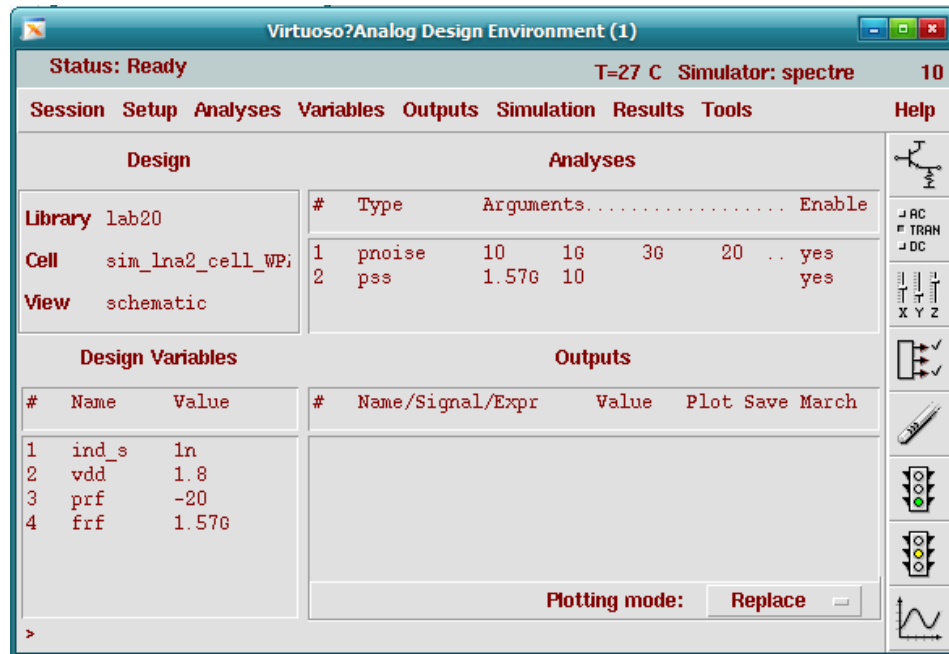 Virtuoso?Analog Design Environment (1)
Status: Ready T=27 C Simulator: spectre 10
Session Setup Analyses Variables Outputs Simulation Results Tools Help
Design
Library lab20
Cell sim_lna2_cell_WP
View schematic
Analyses
# Type Arguments.................. Enable
1 pnoise 10 1G 3G 20 .. yes
2 pss 1.57G 10 yes
AC
TRAN
DC
X Y Z
Design Variables
# Name Value
1 ind_s 1n
2 vdd 1.8
3 prf -20
4 frf 1.57G
Outputs
# Name/Signal/Expr Value Plot Save March
Plotting mode: Replace
>